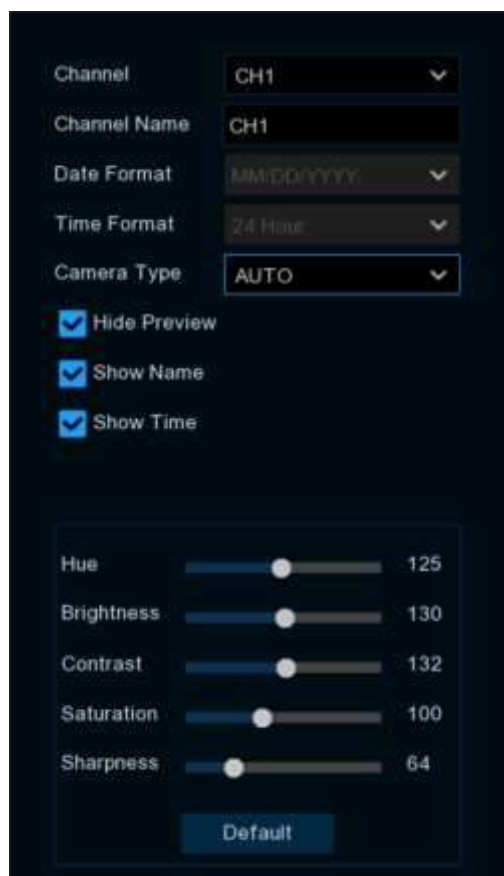 Channel CH1
Channel Name CH1
Date Format MM/DD/YYYY
Time Format 24 Hour
Camera Type AUTO
Hide Preview
Show Name
Show Time
Hue 125
Brightness 130
Contrast 132
Saturation 100
Sharpness 64
Default